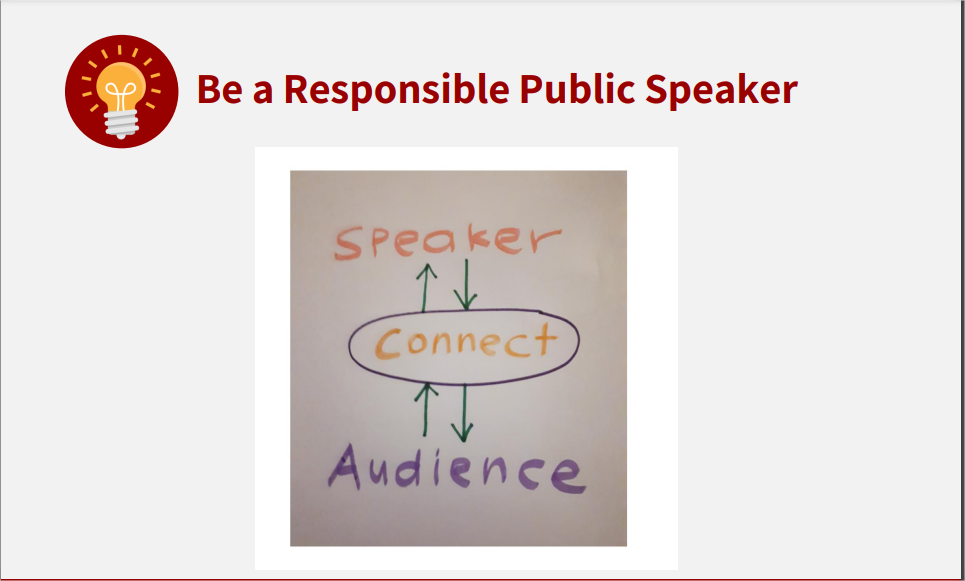 Be a Responsible Public Speaker
Speaker
Connect
Audience